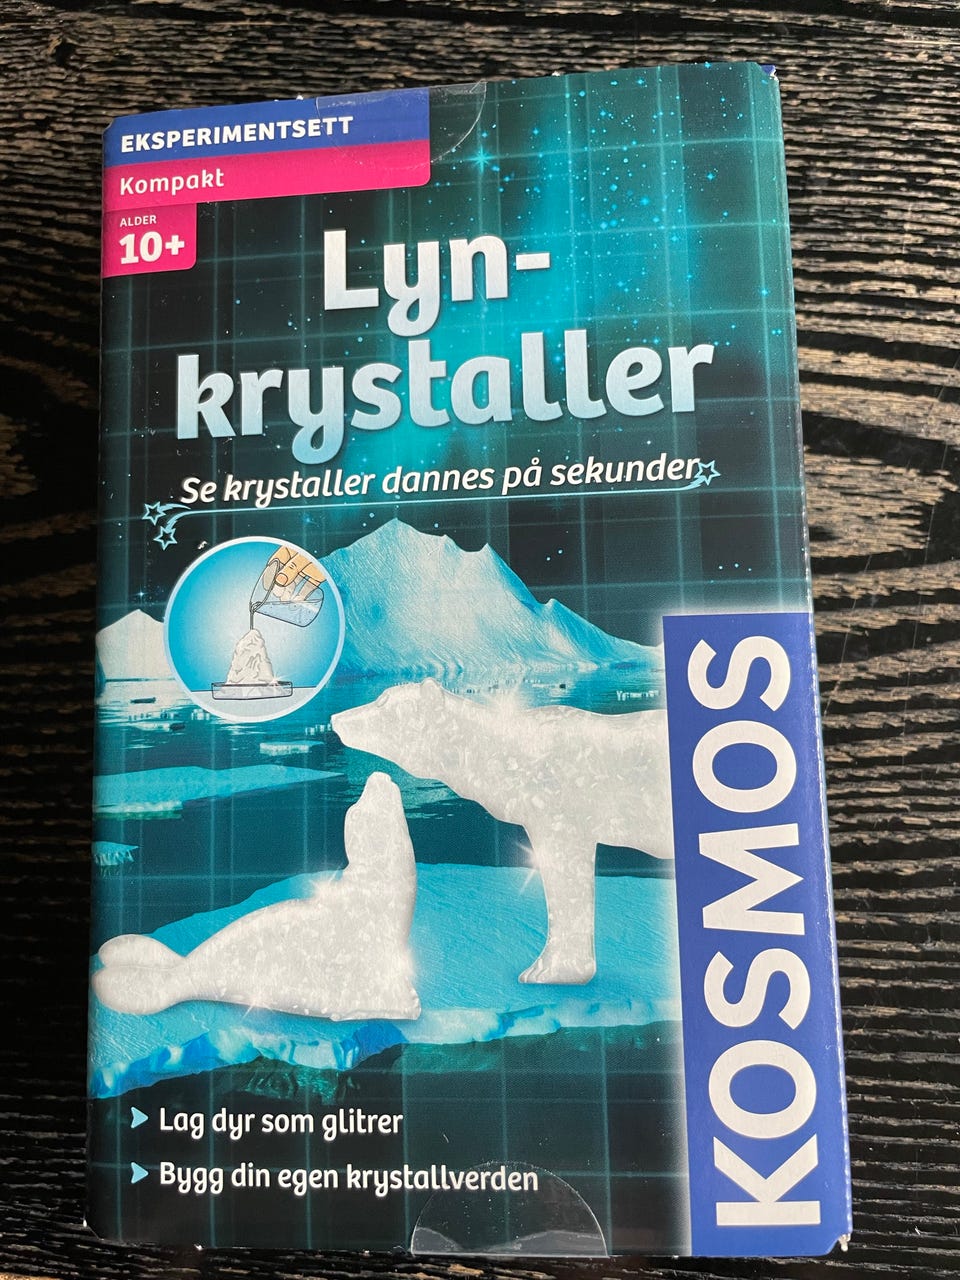 EKSPERIMENTSETT
Kompakt
ALDER
10+
Lyn-
krystaller
Se krystaller dannes på sekunder
KOSMOS
Lag dyr som glitrer
Bygg din egen krystallverden